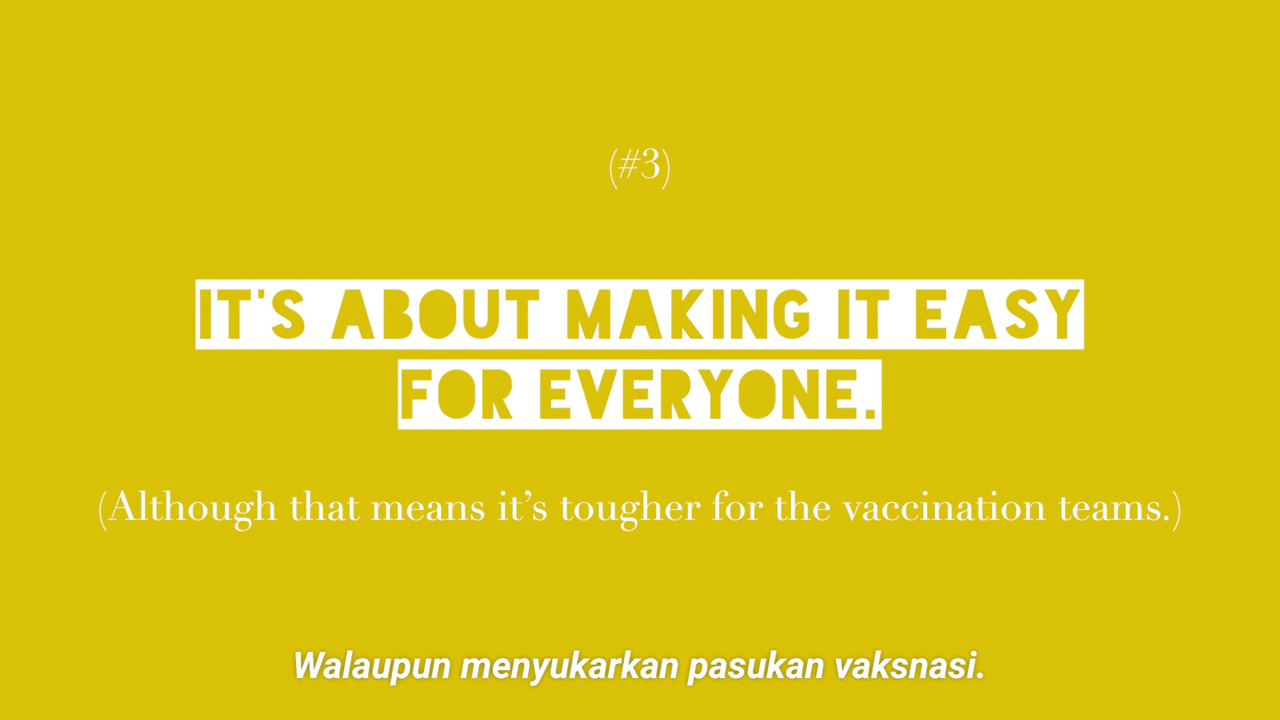 (#3)
IT'S ABOUT MAKING IT EASY
FOR EVERYONE.
(Although that means it’s tougher for the vaccination teams.)
Walaupun menyukarkan pasukan vaksnasi.